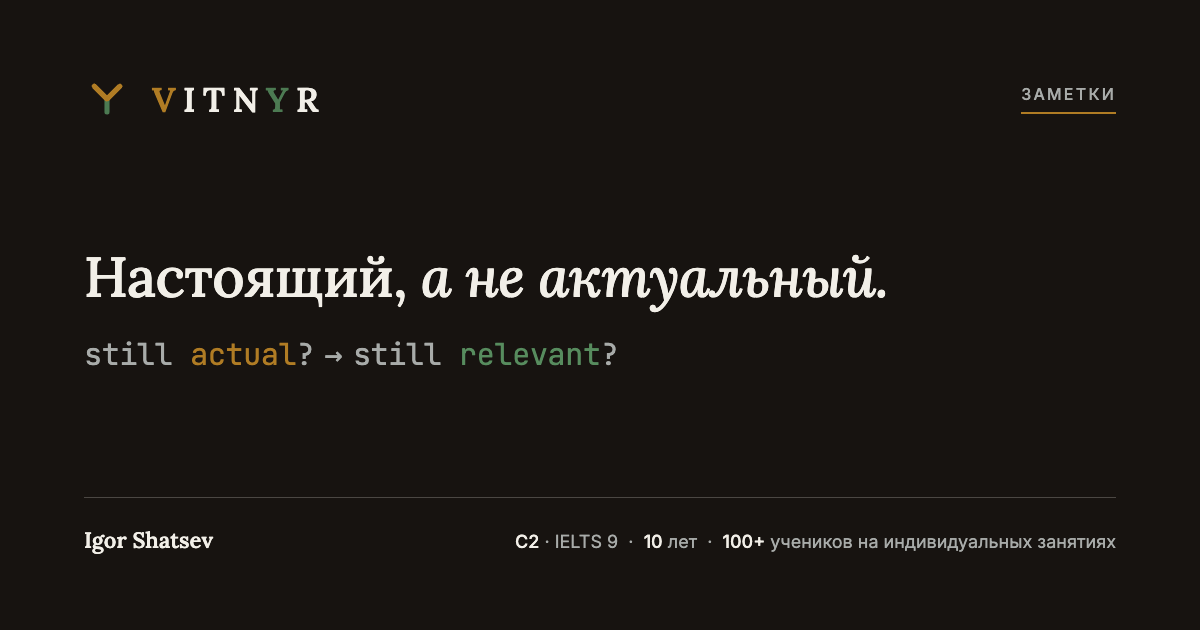 VITNYR
ЗАМЕТКИ
Настоящий, а не актуальный.
still actual? → still relevant?
Igor Shatsev
C2 · IELTS 9 · 10 лет · 100+ учеников на индивидуальных занятиях